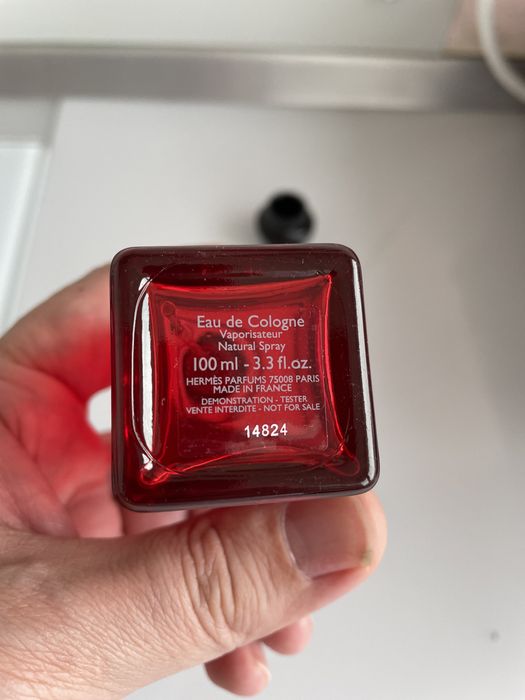 Eau de Cologne
Vaporisateur
Natural Spray
100 ml - 3.3 fl.oz.
HERMÈS PARFUMS 75008 PARIS
MADE IN FRANCE
DEMONSTRATION - TESTER
VENTE INTERDITE - NOT FOR SALE
14824